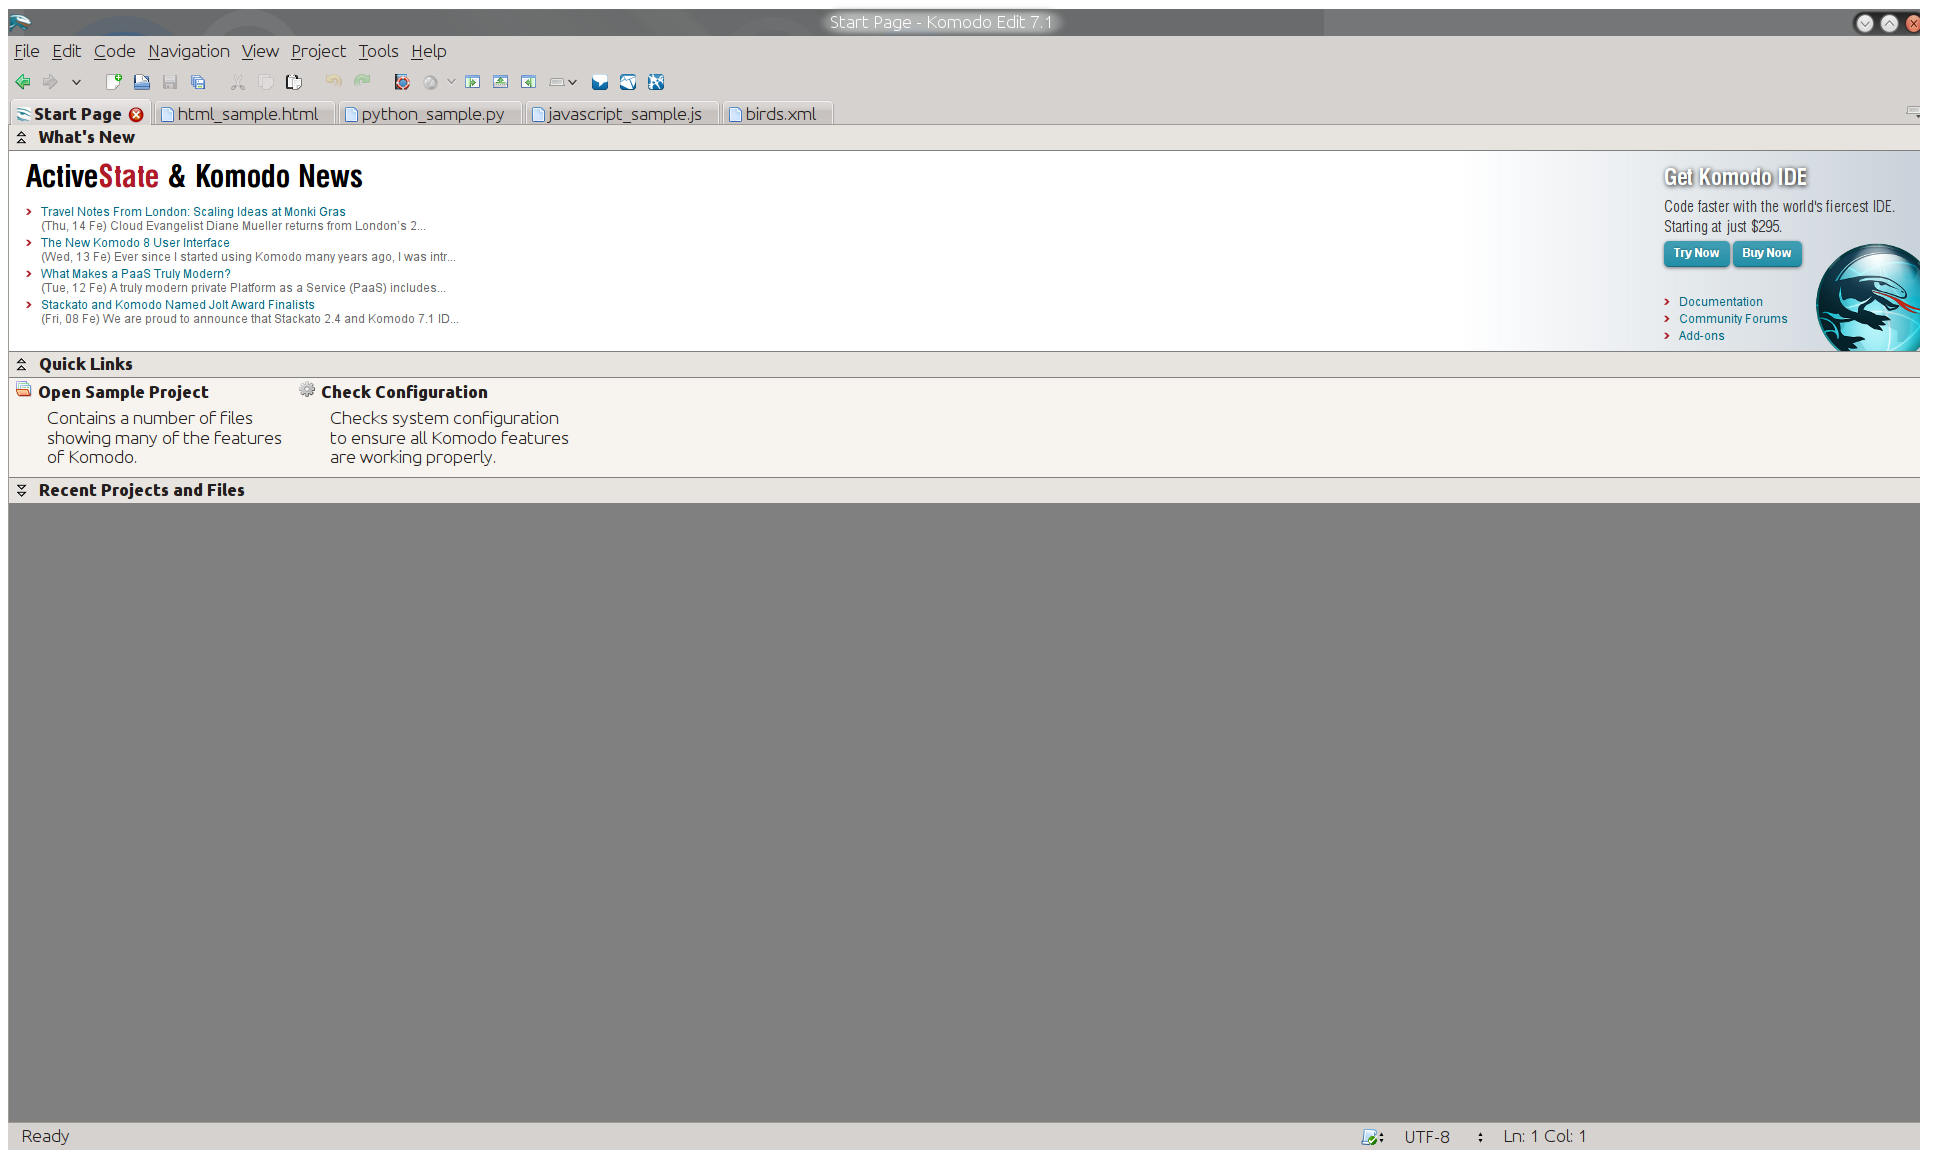 Start Page - Komodo Edit 7.1
File Edit Code Navigation View Project Tools Help
Start Page html_sample.html python_sample.py javascript_sample.js birds.xml
What's New
ActiveState & Komodo News
Travel Notes From London: Scaling Ideas at Monki Gras
(Thu, 14 Fe) Cloud Evangelist Diane Mueller returns from London's 2...
The New Komodo 8 User Interface
(Wed, 13 Fe) Ever since I started using Komodo many years ago, I was intr...
What Makes a PaaS Truly Modern?
(Tue, 12 Fe) A truly modern private Platform as a Service (PaaS) includes...
Stackato and Komodo Named Jolt Award Finalists
(Fri, 08 Fe) We are proud to announce that Stackato 2.4 and Komodo 7.1 ID...
Get Komodo IDE
Code faster with the world's fiercest IDE.
Starting at just $295.
Try Now Buy Now
Documentation
Community Forums
Add-ons
Quick Links
Open Sample Project
Contains a number of files
showing many of the features
of Komodo.
Check Configuration
Checks system configuration
to ensure all Komodo features
are working properly.
Recent Projects and Files
Ready UTF-8 Ln: 1 Col: 1